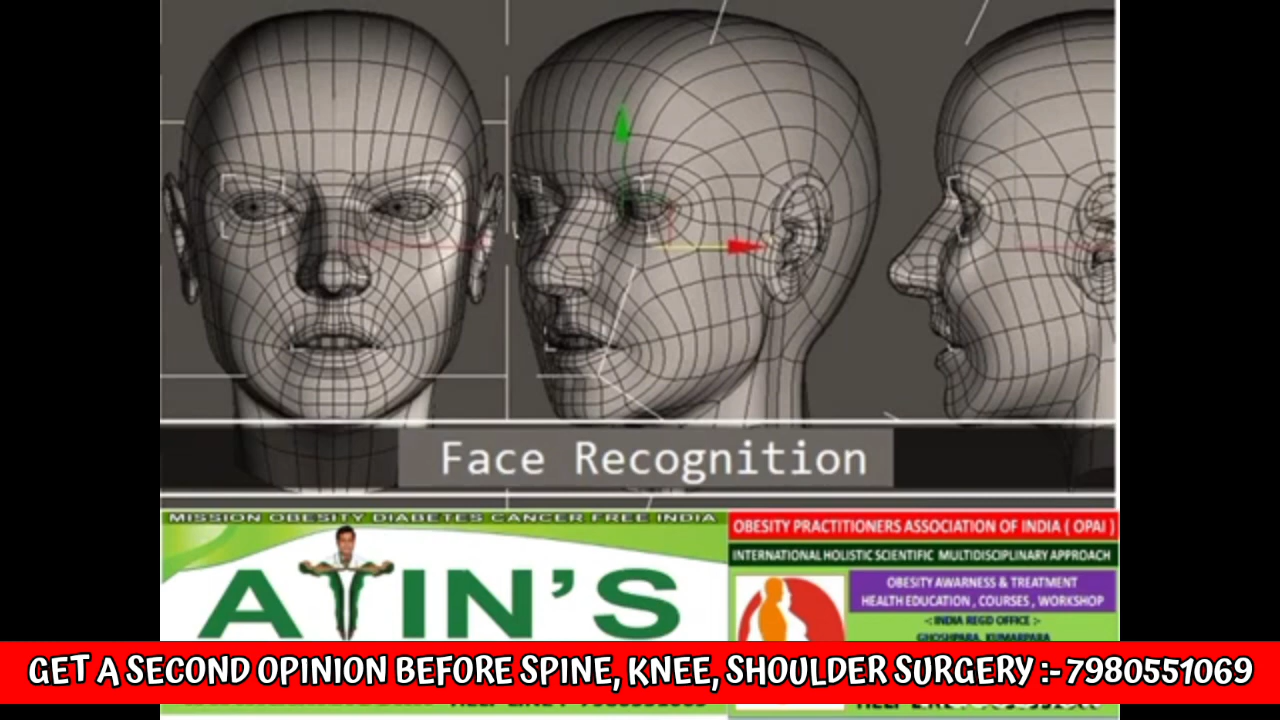 Face Recognition
MISSION OBESITY DIABETES CANCER FREE INDIA
ATIN'S
OBESITY PRACTITIONERS ASSOCIATION OF INDIA ( OPAI )
INTERNATIONAL HOLISTIC SCIENTIFIC MULTIDISCIPLINARY APPROACH
OBESITY AWARNESS & TREATMENT
HEALTH EDUCATION , COURSES , WORKSHOP
-: INDIA REGD OFFICE :-
GHOSHPARA, KUMARPARA
GET A SECOND OPINION BEFORE SPINE, KNEE, SHOULDER SURGERY :- 7980551069